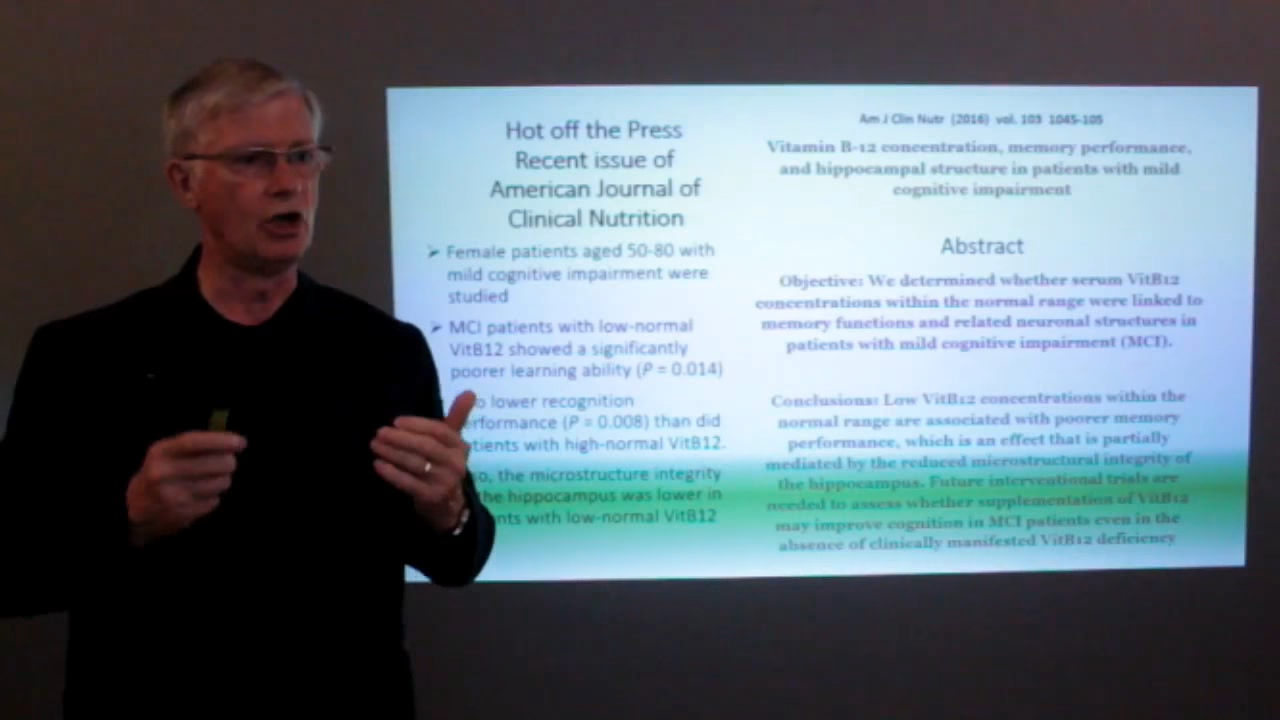 Hot off the Press
Recent issue of
American Journal of
Clinical Nutrition
➢ Female patients aged 50-80 with
mild cognitive impairment were
studied
➢ MCI patients with low-normal
VitB12 showed a significantly
poorer learning ability (P = 0.014)
o lower recognition
erformance (P = 0.008) than did
tients with high-normal VitB12.
so, the microstructure integrity
the hippocampus was lower in
nts with low-normal VitB12
Am J Clin Nutr (2016) vol. 103 1045-105
Vitamin B-12 concentration, memory performance,
and hippocampal structure in patients with mild
cognitive impairment
Abstract
Objective: We determined whether serum VitB12
concentrations within the normal range were linked to
memory functions and related neuronal structures in
patients with mild cognitive impairment (MCI).
Conclusions: Low VitB12 concentrations within the
normal range are associated with poorer memory
performance, which is an effect that is partially
mediated by the reduced microstructural integrity of
the hippocampus. Future interventional trials are
needed to assess whether supplementation of VitB12
may improve cognition in MCI patients even in the
absence of clinically manifested VitB12 deficiency